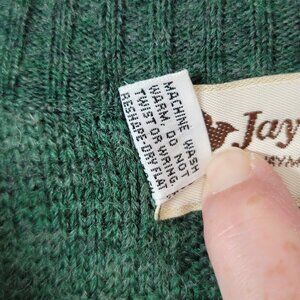 MACHINE WASH
WARM, DO NOT
TWIST OR WRING
RESHAPE-DRY FLAT
Jay